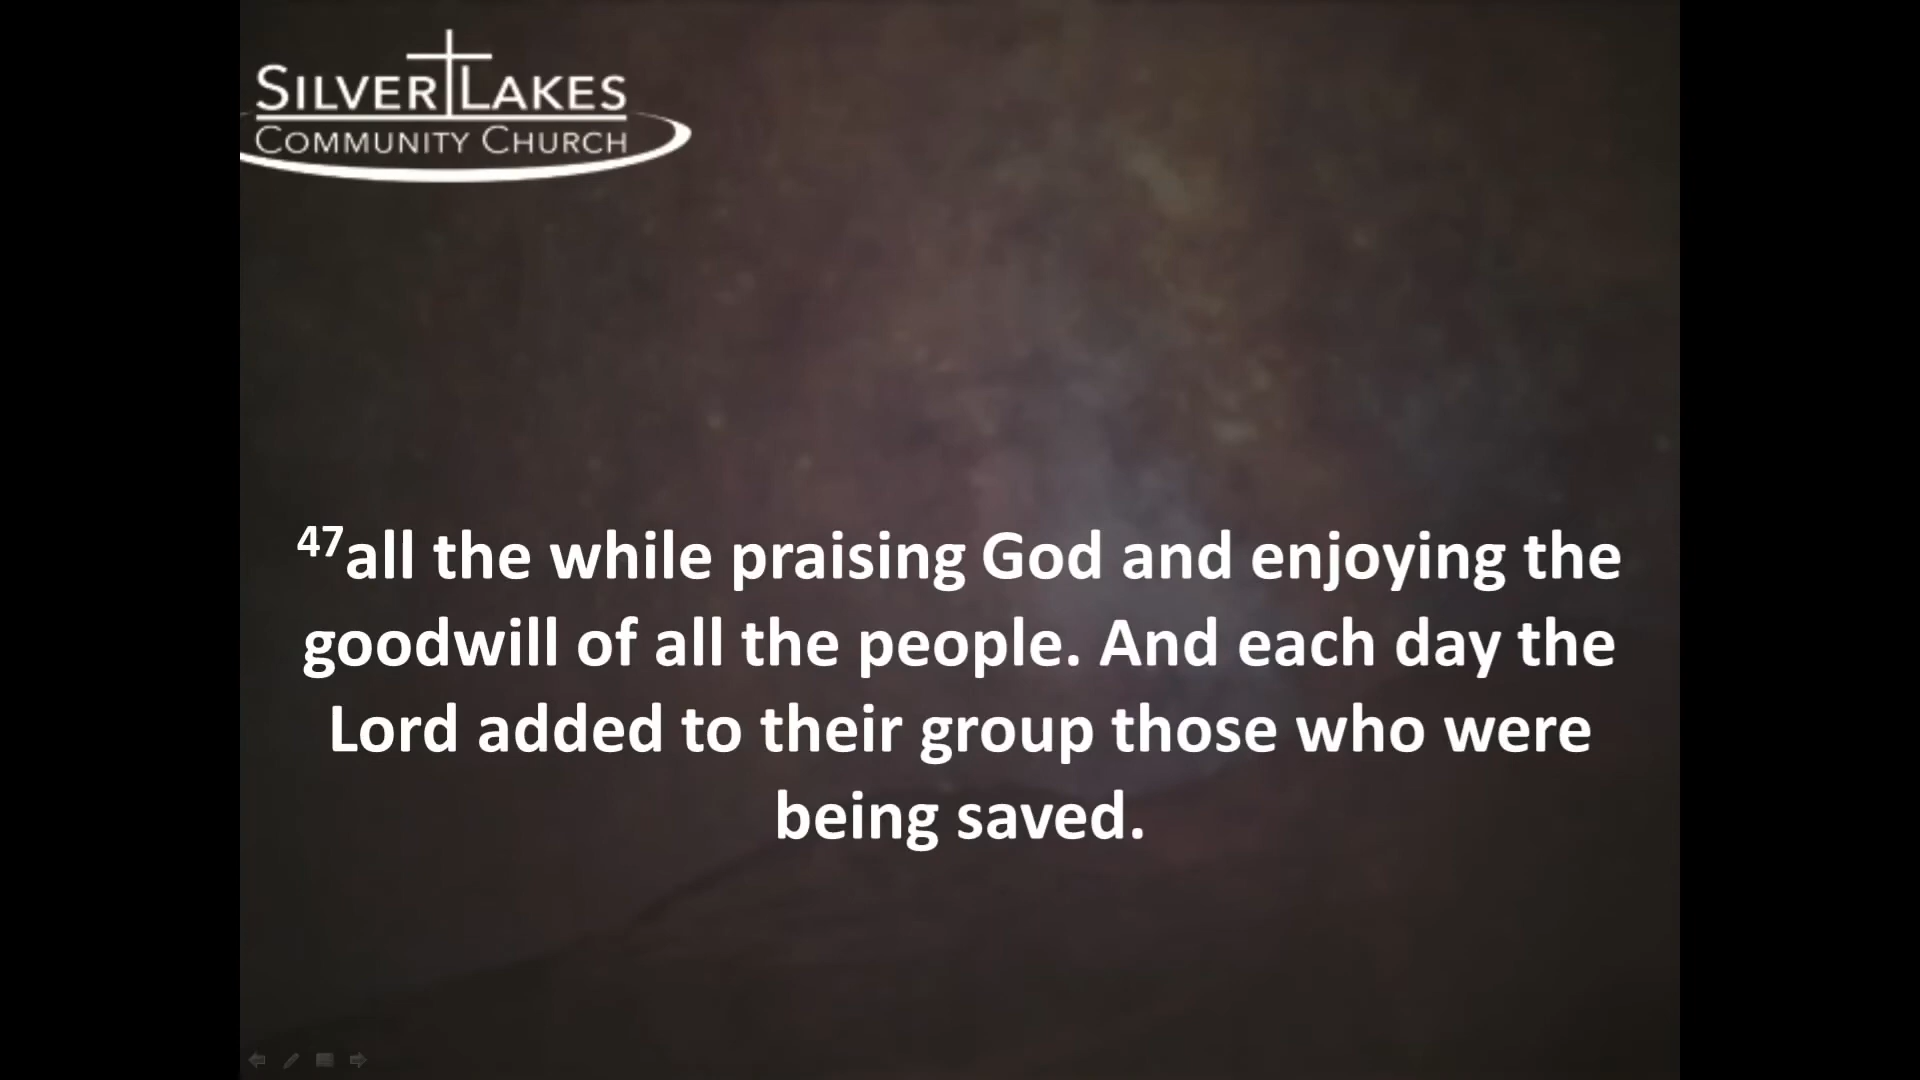 SILVER LAKES
COMMUNITY CHURCH
47all the while praising God and enjoying the
goodwill of all the people. And each day the
Lord added to their group those who were
being saved.